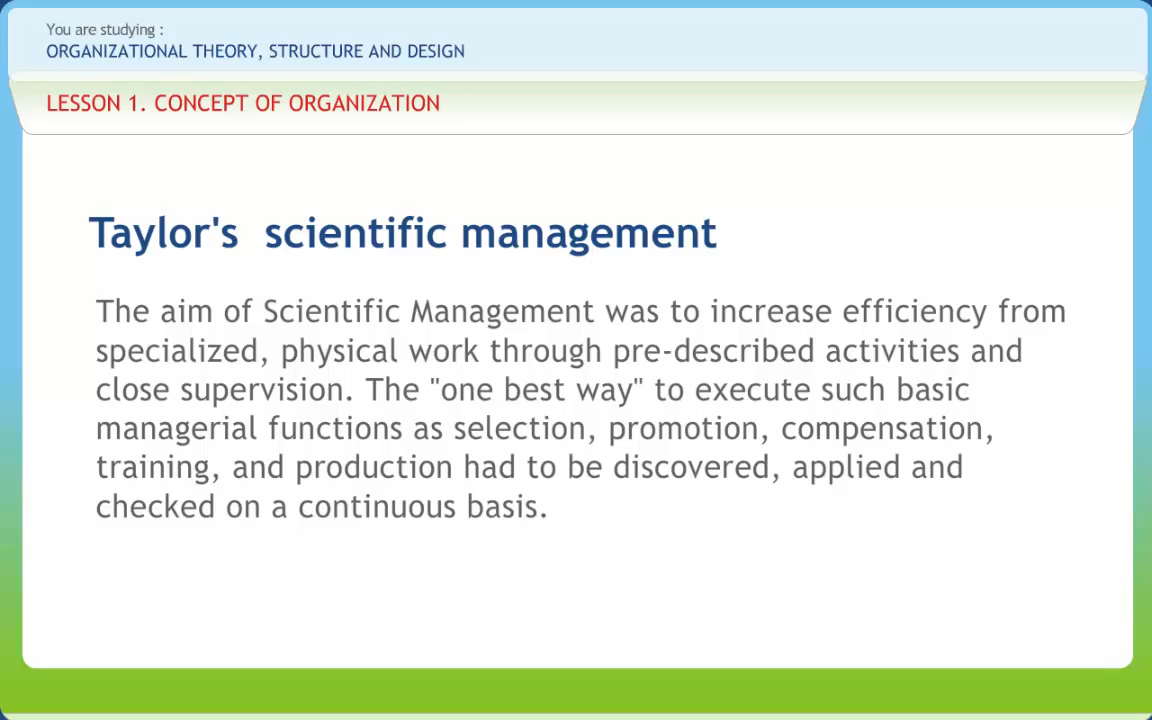 You are studying :
ORGANIZATIONAL THEORY, STRUCTURE AND DESIGN
LESSON 1. CONCEPT OF ORGANIZATION
Taylor's  scientific management
The aim of Scientific Management was to increase efficiency from
specialized, physical work through pre-described activities and
close supervision. The "one best way" to execute such basic
managerial functions as selection, promotion, compensation,
training, and production had to be discovered, applied and
checked on a continuous basis.